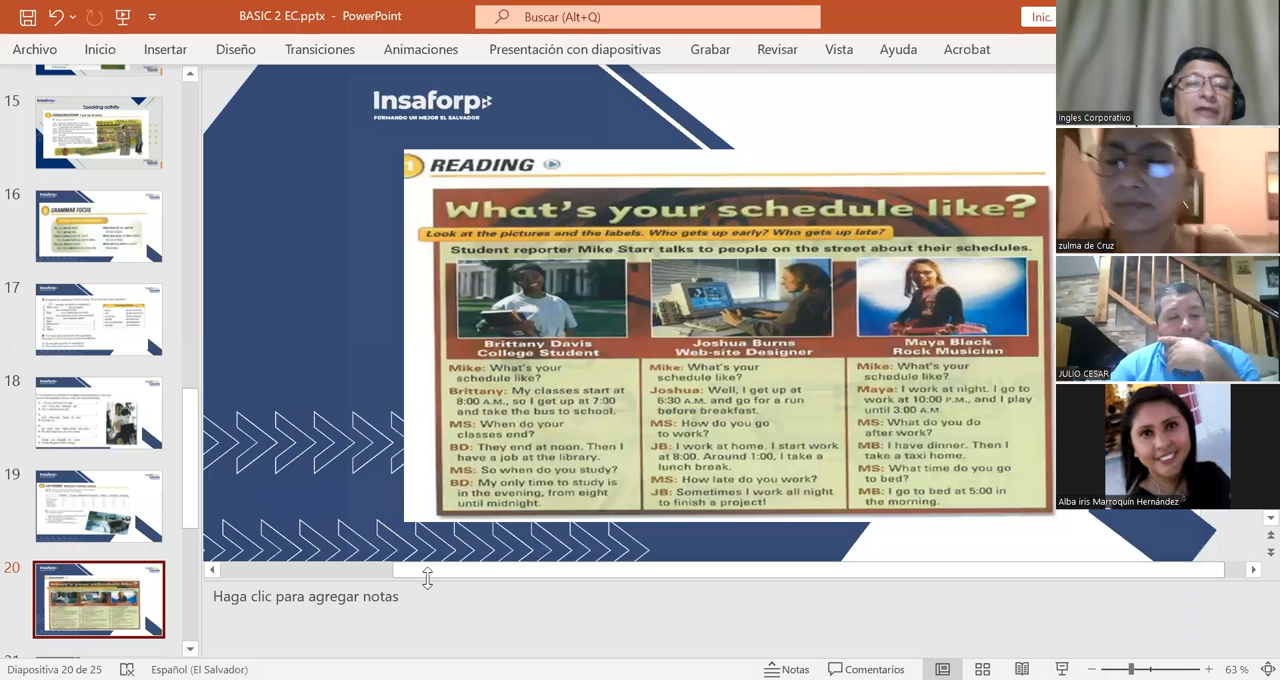 BASIC 2 EC.pptx - PowerPoint
Buscar (Alt+Q)
Inic.
Archivo Inicio Insertar Diseño Transiciones Animaciones Presentación con diapositivas Grabar Revisar Vista Ayuda Acrobat
15
Speaking activity
CONVERSATION
16
GRAMMAR FOCUS
17
18
19
20
Insaforp
FORMANDO UN MEJOR EL SALVADOR
READING
What's your schedule like?
Look at the pictures and the labels. Who gets up early? Who gets up late?
Student reporter Mike Starr talks to people on the street about their schedules.
Brittany Davis
College Student
Mike: What's your
schedule like?
Brittany: My classes start at
8:00 A.M., so I get up at 7:00
and take the bus to school.
MS: When do your
classes end?
BD: They end at noon. Then I
have a job at the library.
MS: So when do you study?
BD: My only time to study is
in the evening, from eight
until midnight.
Joshua Burns
Web-site Designer
Mike: What's your
schedule like?
Joshua: Well, I get up at
6:30 A.M. and go for a run
before breakfast.
MS: How do you go
to work?
JB: I work at home. I start work
at 8:00. Around 1:00, I take a
lunch break.
MS: How late do you work?
JB: Sometimes I work all night
to finish a project!
Maya Black
Rock Musician
Mike: What's your
schedule like?
Maya: I work at night. I go to
work at 10:00 P.M., and I play
until 3:00 A.M.
MS: What do you do
after work?
MB: I have dinner. Then I
take a taxi home.
MS: What time do you go
to bed?
MB: I go to bed at 5:00 in
the morning.
Ingles Corporativo
zulma de Cruz
JULIO CESAR
Alba iris Marroquín Hernández
Haga clic para agregar notas
Diapositiva 20 de 25 Español (El Salvador) Notas Comentarios 63 %